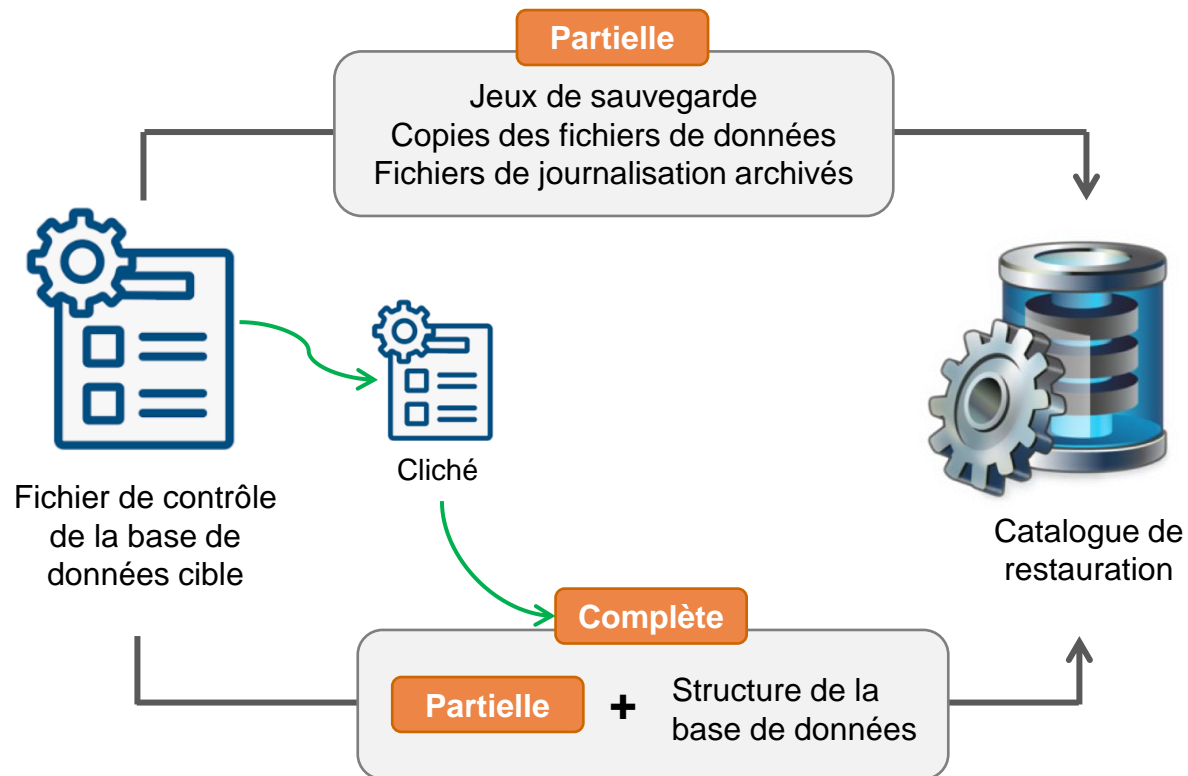 Partielle
Jeux de sauvegarde
Copies des fichiers de données
Fichiers de journalisation archivés
Cliché
Fichier de contrôle
de la base de
données cible
Catalogue de
restauration
Complète
Partielle + Structure de la
base de données